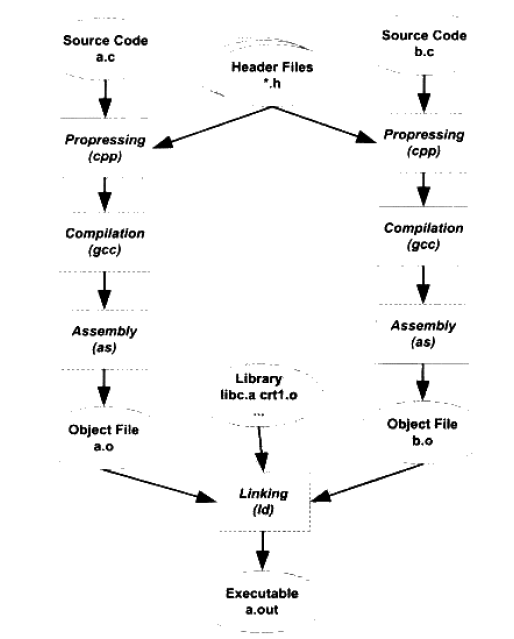 Source Code
a.c
Header Files
*.h
Source Code
b.c
Propressing
(cpp)
Propressing
(cpp)
Compilation
(gcc)
Compilation
(gcc)
Assembly
(as)
Assembly
(as)
Library
libc.a crt1.o
...
Object File
a.o
Object File
b.o
Linking
(ld)
Executable
a.out